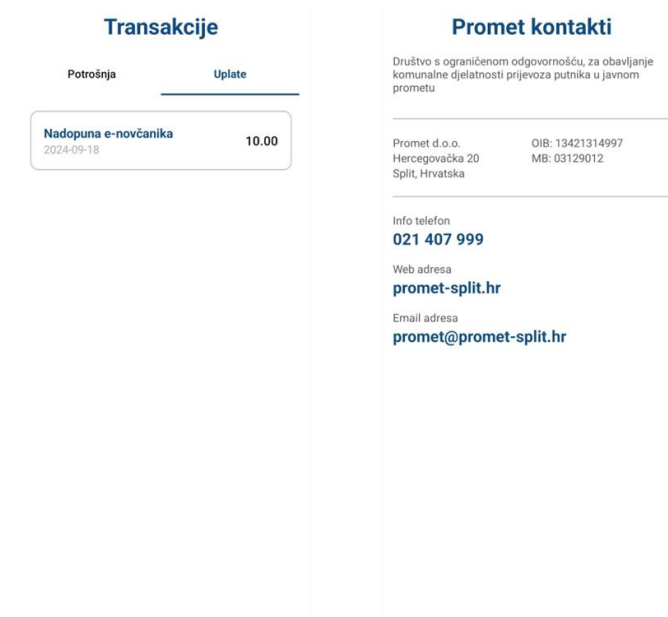 Transakcije
Potrošnja
Uplate
Nadopuna e-novčanika
2024-09-18
10.00
Promet kontakti
Društvo s ograničenom odgovornošću, za obavljanje
komunalne djelatnosti prijevoza putnika u javnom
prometu
Promet d.o.o.
Hercegovačka 20
Split, Hrvatska
OIB: 13421314997
MB: 03129012
Info telefon
021 407 999
Web adresa
promet-split.hr
Email adresa
promet@promet-split.hr